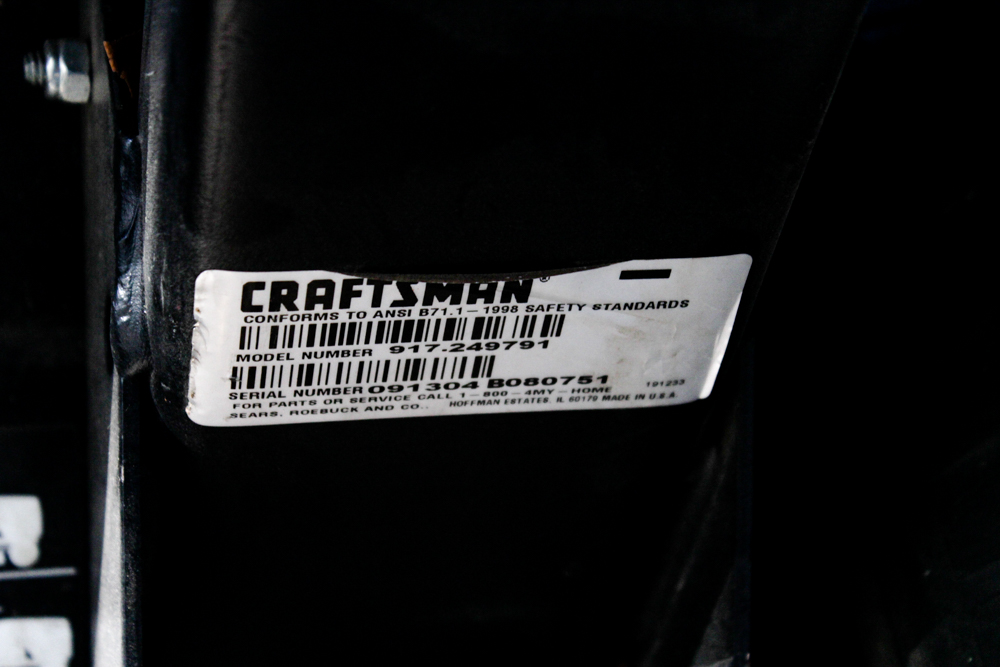 CRAFTSMAN®
CONFORMS TO ANSI B71.1-1998 SAFETY STANDARDS
MODEL NUMBER 917.249791
SERIAL NUMBER 091304 B080751
191233
FOR PARTS OR SERVICE CALL 1-800-4MY-HOME
SEARS, ROEBUCK AND CO., HOFFMAN ESTATES, IL 60179 MADE IN U.S.A.